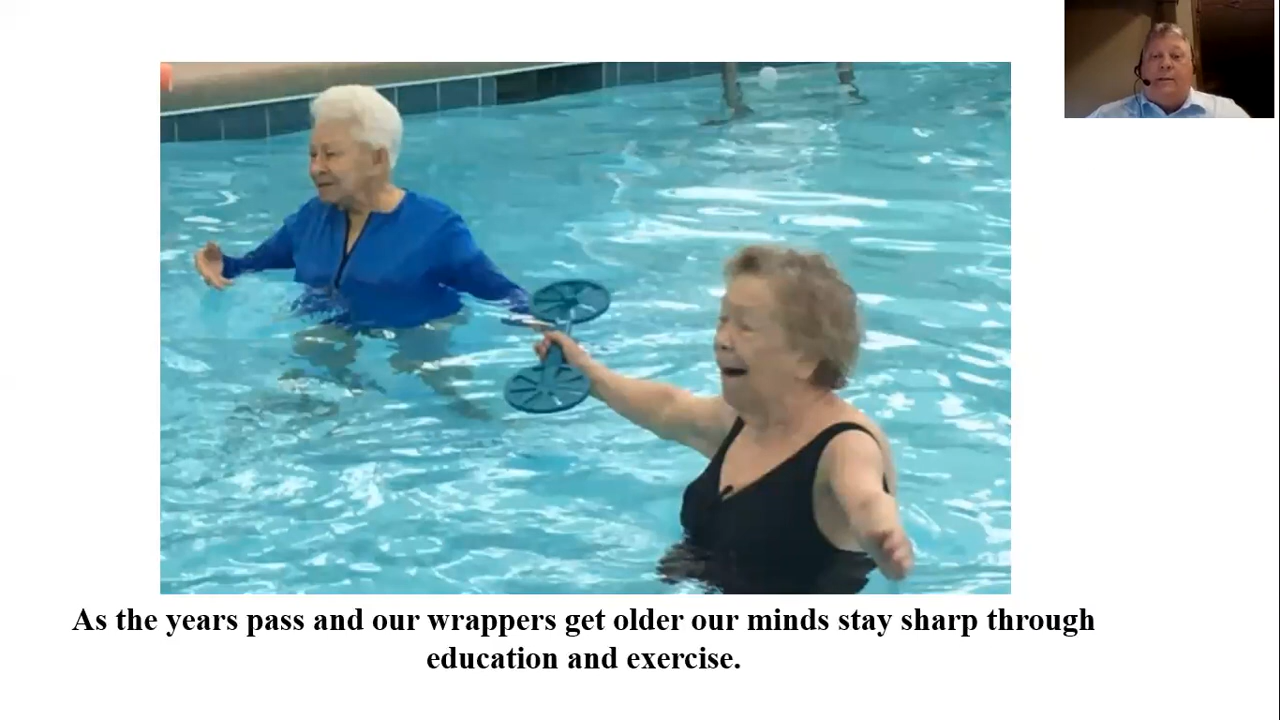 As the years pass and our wrappers get older our minds stay sharp through
education and exercise.